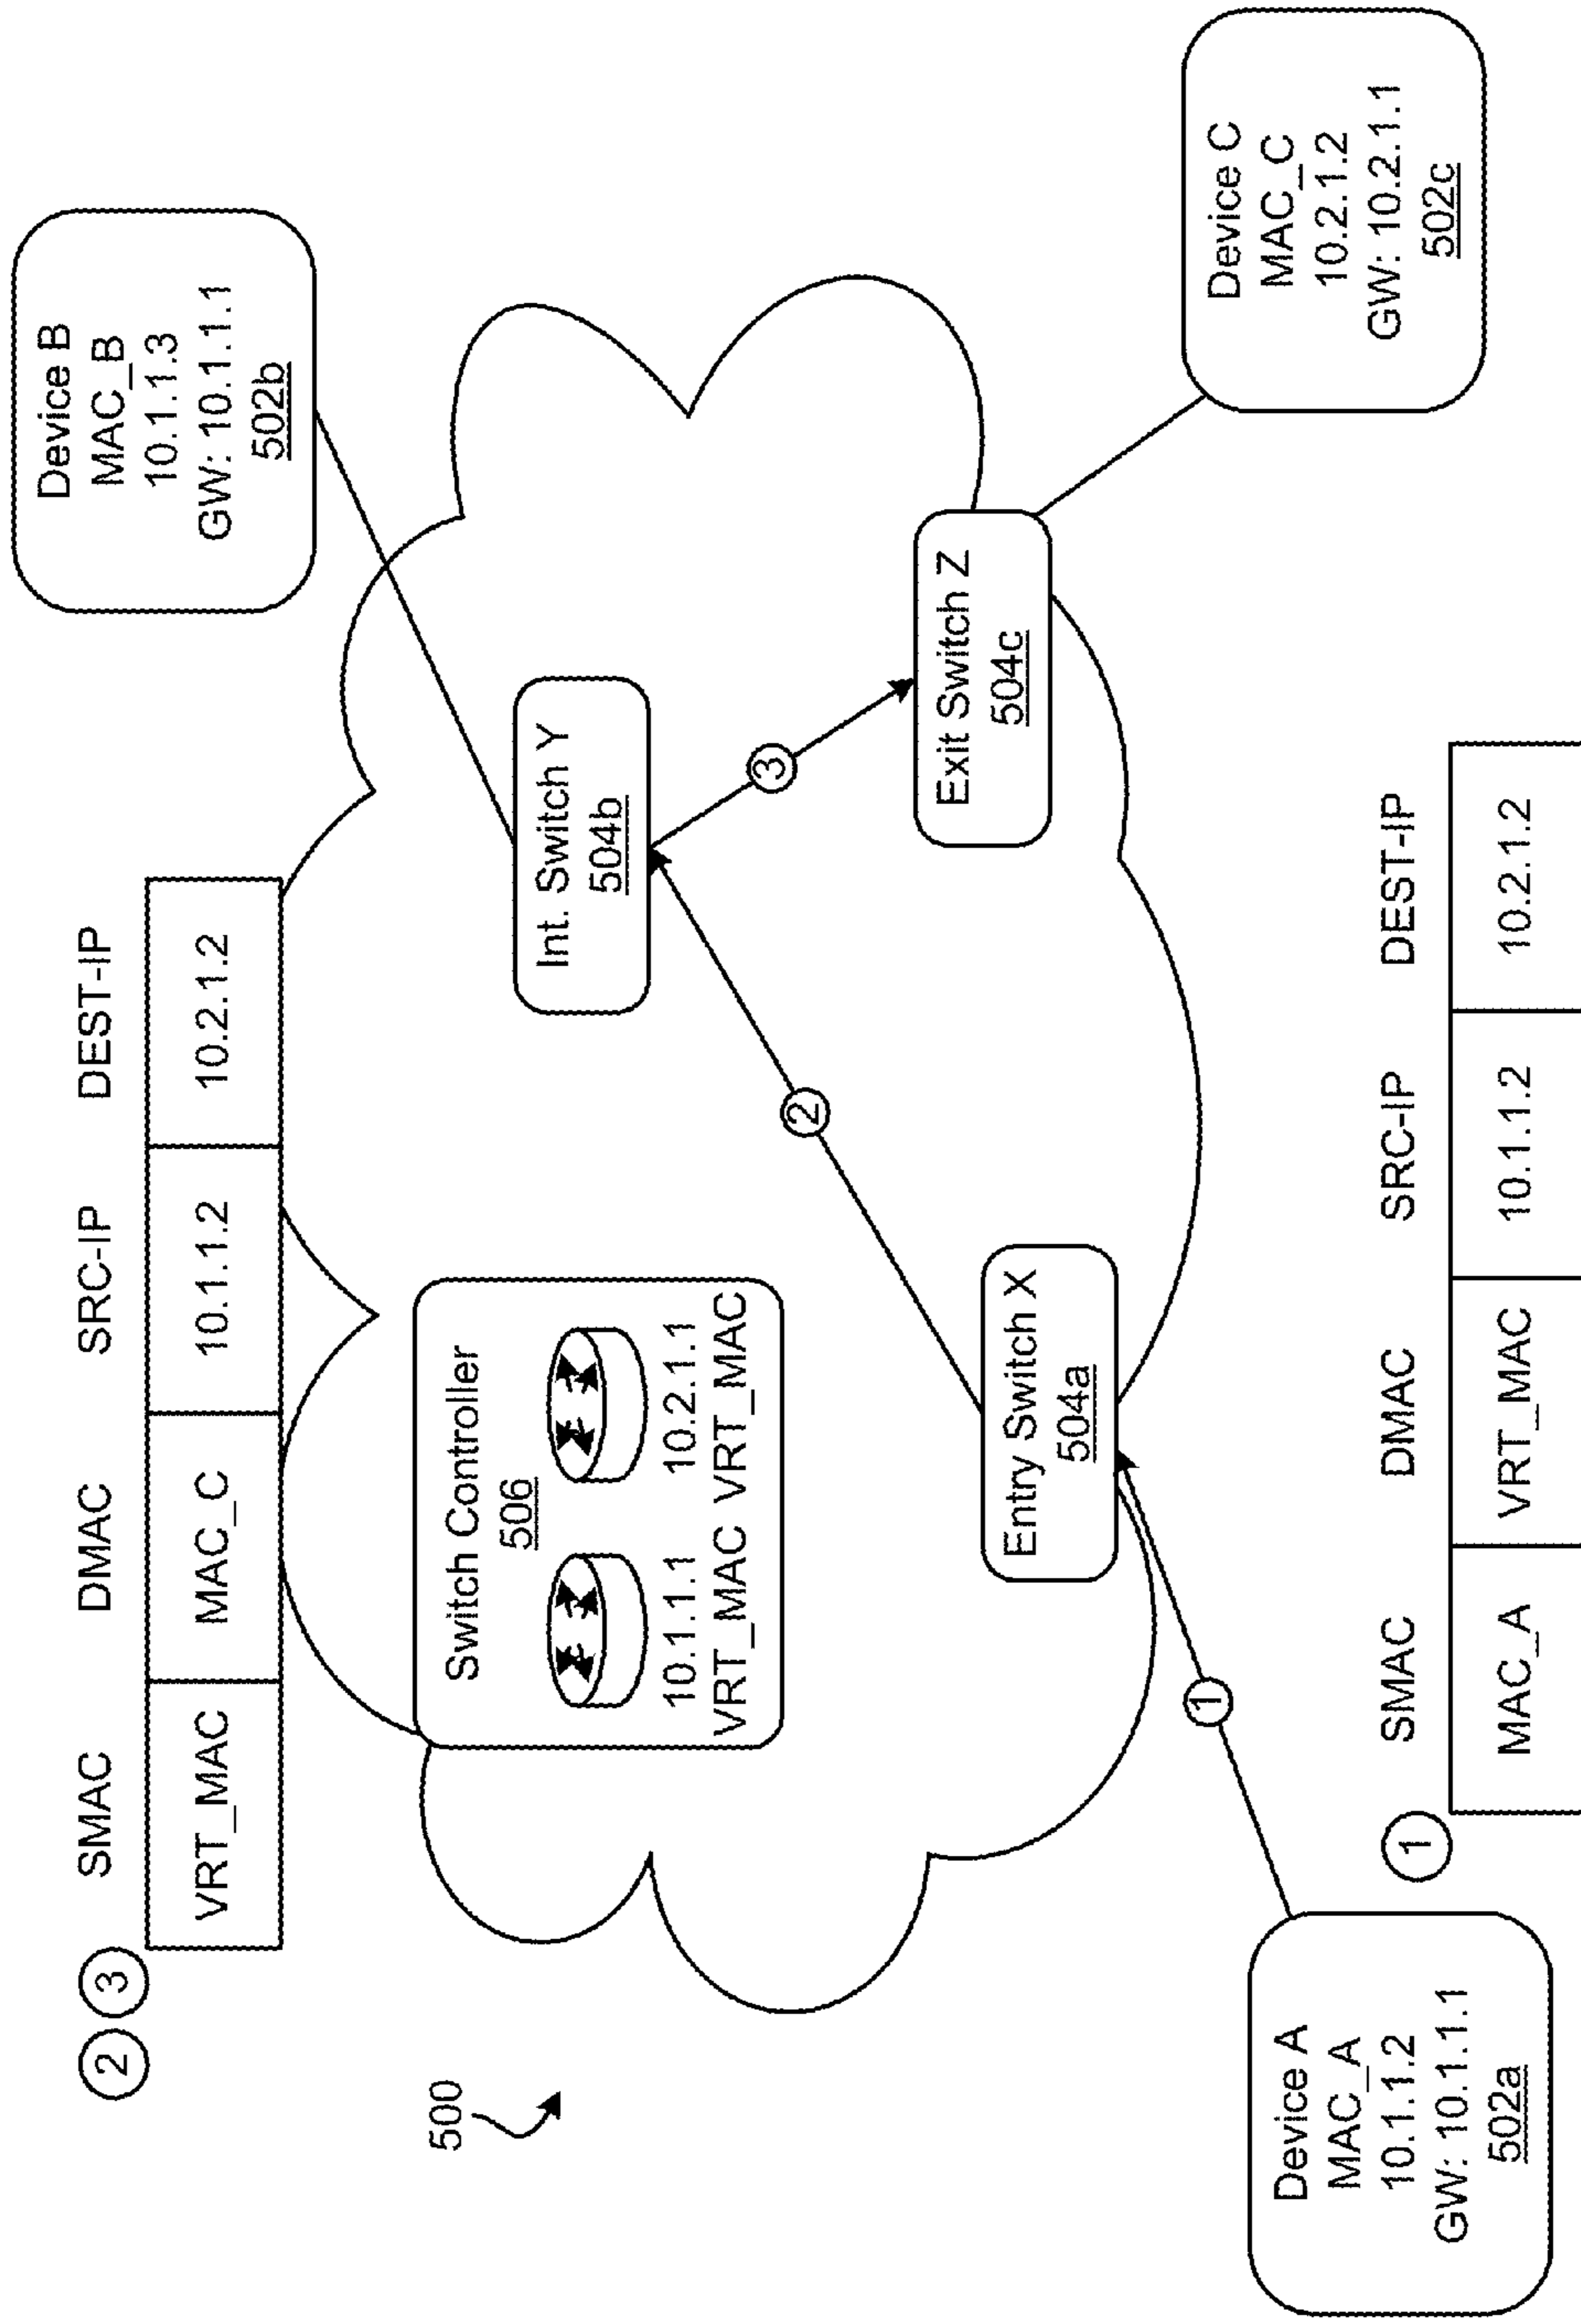 ② ③
SMAC DMAC SRC-IP DEST-IP
VRT_MAC MAC_C 10.1.1.2 10.2.1.2
500
Device B
MAC_B
10.1.1.3
GW: 10.1.1.1
502b
Switch Controller
506
10.1.1.1 10.2.1.1
VRT_MAC VRT_MAC
Int. Switch Y
504b
②
③
Entry Switch X
504a
Exit Switch Z
504c
①
Device A
MAC_A
10.1.1.2
GW: 10.1.1.1
502a
Device C
MAC_C
10.2.1.2
GW: 10.2.1.1
502c
①
SMAC DMAC SRC-IP DEST-IP
MAC_A VRT_MAC 10.1.1.2 10.2.1.2